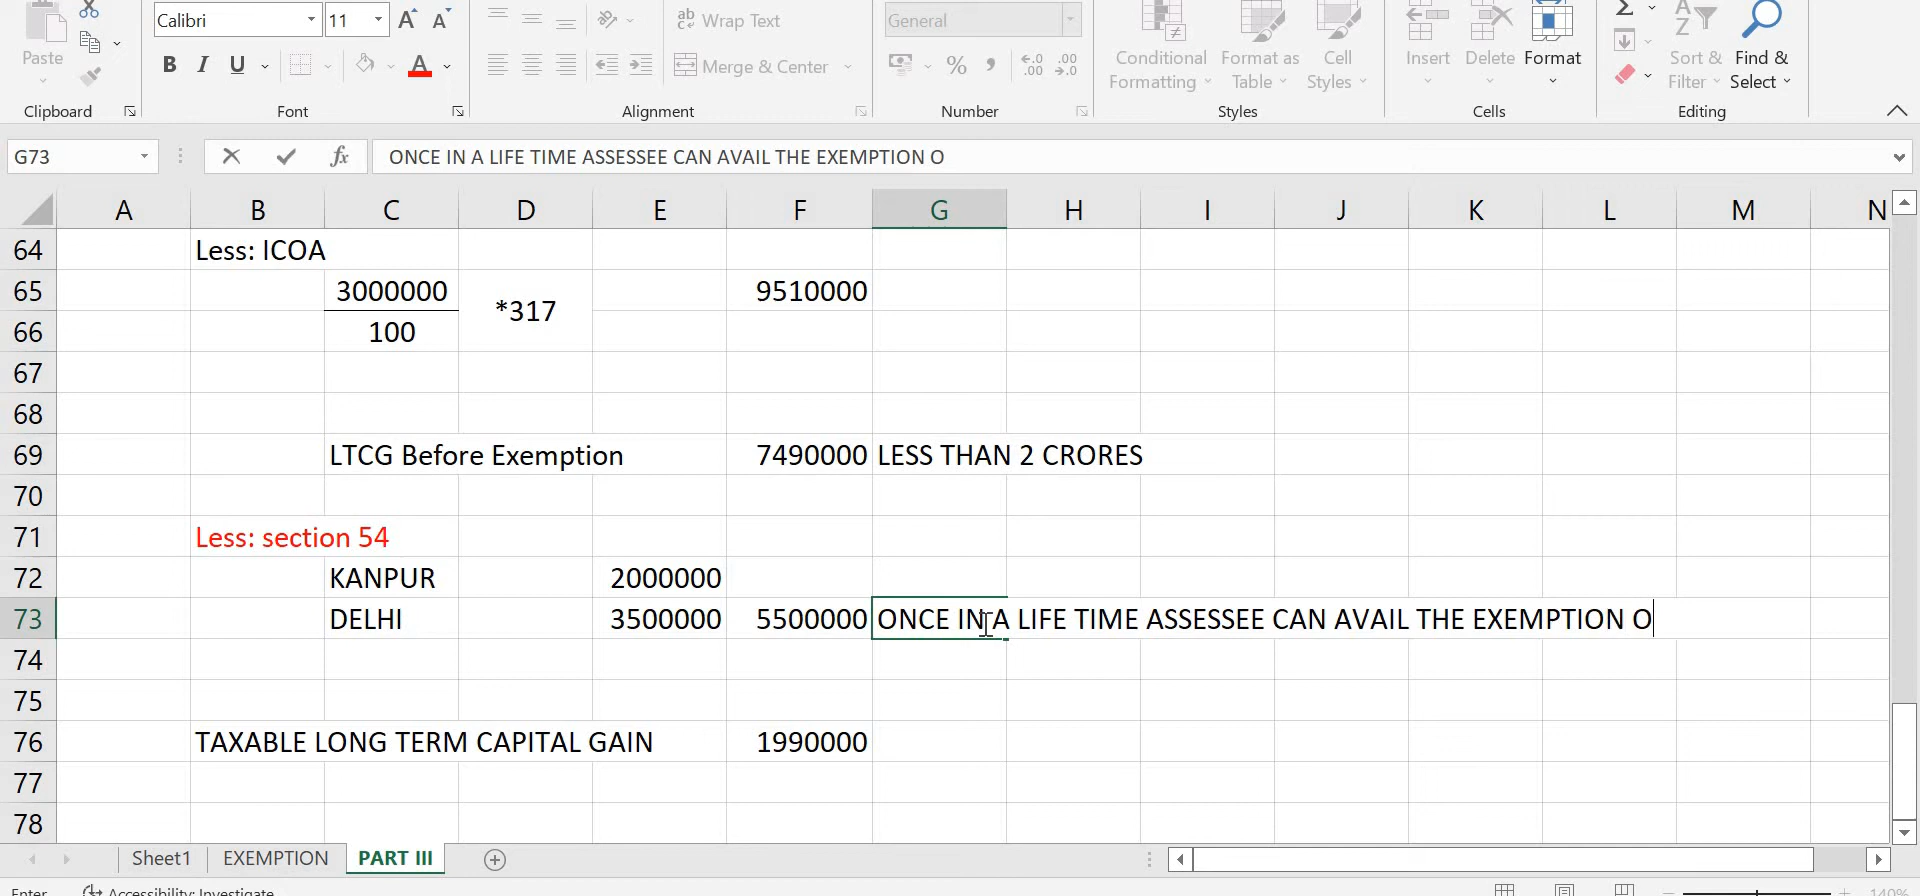 Calibri 11 A A ab Wrap Text General Σ A Z
Paste B I U A Merge & Center % , .00 .00 Conditional Formatting Format as Table Cell Styles Insert Delete Format Sort & Filter Find & Select
Clipboard Font Alignment Number Styles Cells Editing
G73 fx ONCE IN A LIFE TIME ASSESSEE CAN AVAIL THE EXEMPTION O
A B C D E F G H I J K L M N
64 Less: ICOA
65 3000000 *317 9510000
66 100
67
68
69 LTCG Before Exemption 7490000 LESS THAN 2 CRORES
70
71 Less: section 54
72 KANPUR 2000000
73 DELHI 3500000 5500000 ONCE IN A LIFE TIME ASSESSEE CAN AVAIL THE EXEMPTION O
74
75
76 TAXABLE LONG TERM CAPITAL GAIN 1990000
77
78
Sheet1 EXEMPTION PART III
Enter Accessibility: Investigate 140%